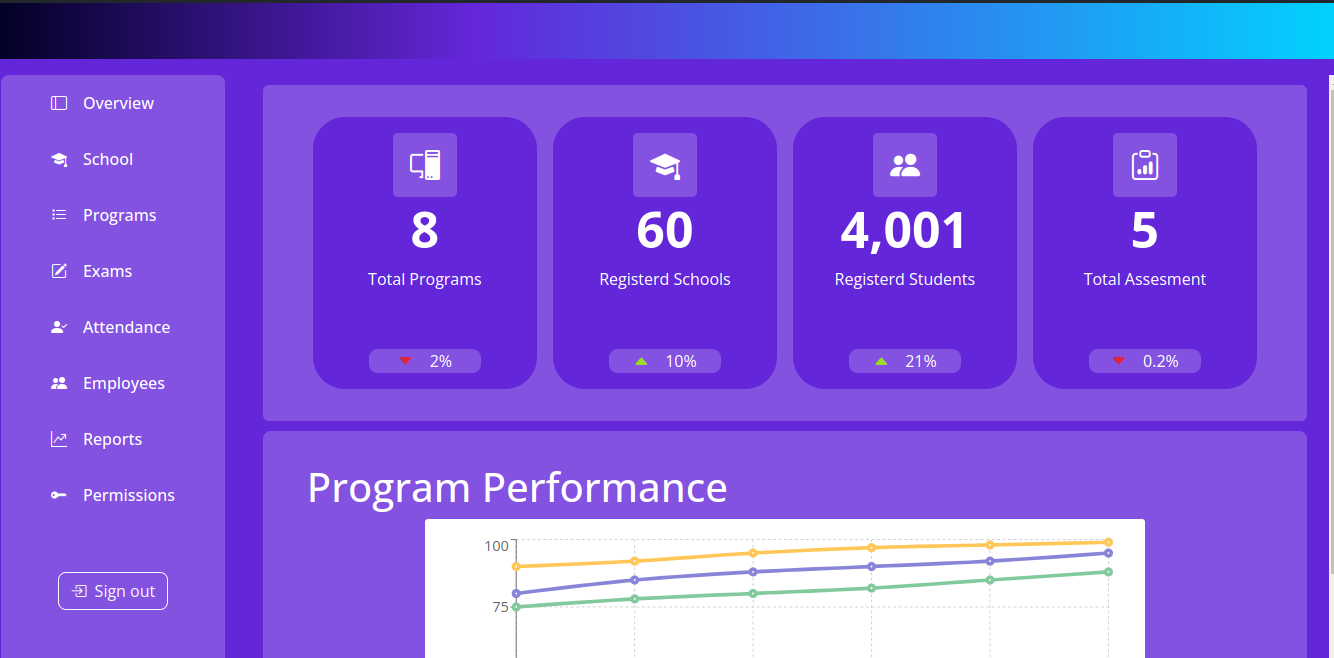 Overview
School
Programs
Exams
Attendance
Employees
Reports
Permissions
Sign out
8
Total Programs
2%
60
Registerd Schools
10%
4,001
Registerd Students
21%
5
Total Assesment
0.2%
Program Performance
100
75